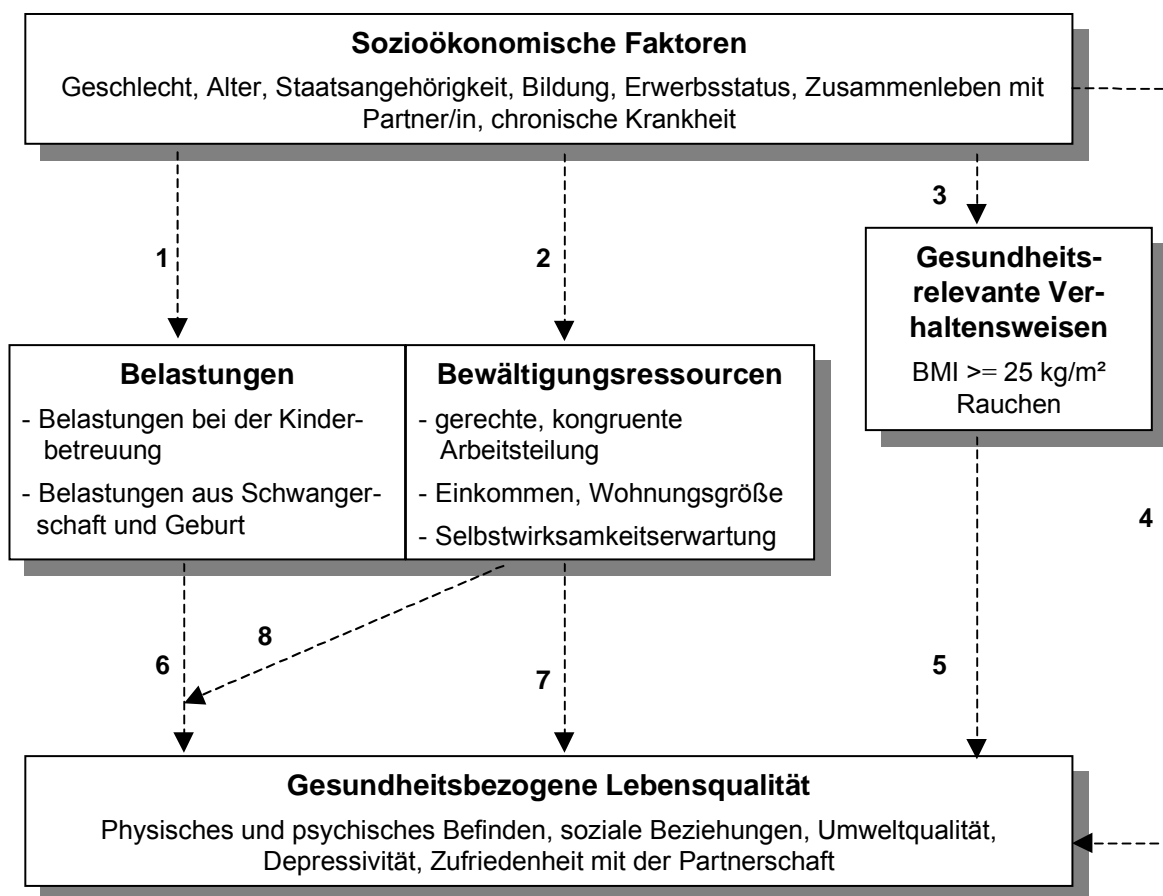 Sozioökonomische Faktoren
Geschlecht, Alter, Staatsangehörigkeit, Bildung, Erwerbsstatus, Zusammenleben mit
Partner/in, chronische Krankheit
1
2
3
Gesundheits-
relevante Ver-
haltensweisen
BMI >= 25 kg/m²
Rauchen
Belastungen
- Belastungen bei der Kinder-
betreuung
- Belastungen aus Schwanger-
schaft und Geburt
Bewältigungsressourcen
- gerechte, kongruente
Arbeitsteilung
- Einkommen, Wohnungsgröße
- Selbstwirksamkeitserwartung
4
8
6
7
5
Gesundheitsbezogene Lebensqualität
Physisches und psychisches Befinden, soziale Beziehungen, Umweltqualität,
Depressivität, Zufriedenheit mit der Partnerschaft